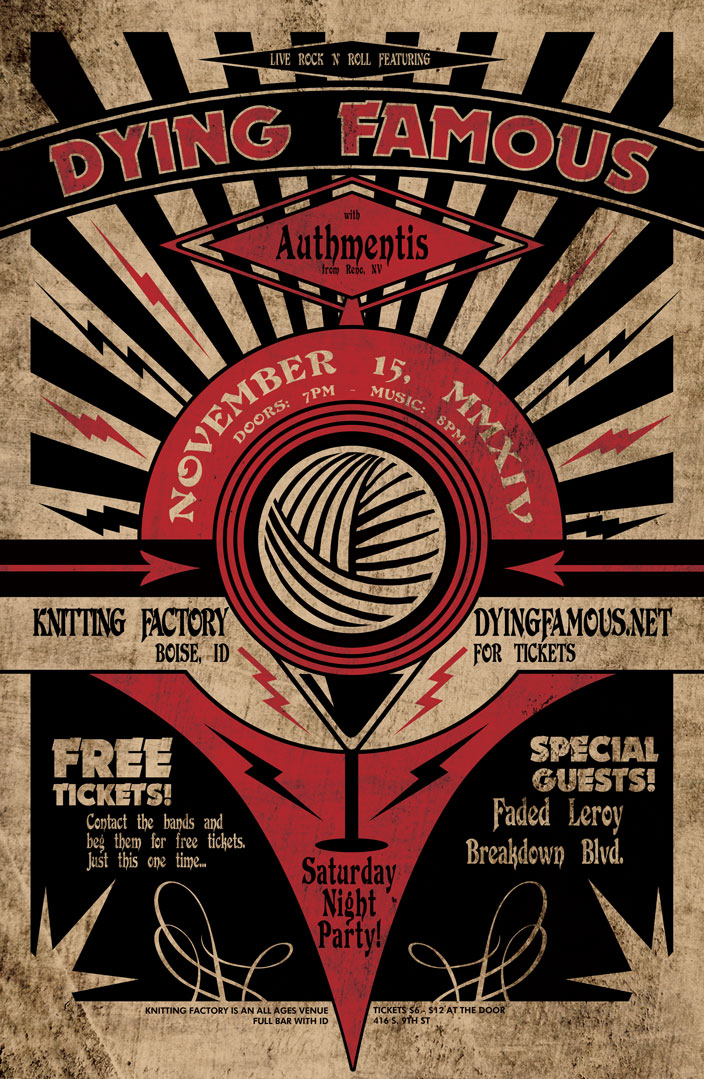 LIVE ROCK 'N' ROLL FEATURING
DYING FAMOUS
with
Authmentis
from Reno, NV
NOVEMBER 15, MMXIV
DOORS: 7PM - MUSIC: 8PM
KNITTING FACTORY
BOISE, ID
DYINGFAMOUS.NET
FOR TICKETS
FREE
TICKETS!
Contact the bands and
beg them for free tickets.
Just this one time...
SPECIAL
GUESTS!
Faded Leroy
Breakdown Blvd.
Saturday
Night
Party!
KNITTING FACTORY IS AN ALL AGES VENUE
FULL BAR WITH ID
TICKETS $6.- $12 AT THE DOOR
416 S. 9TH ST